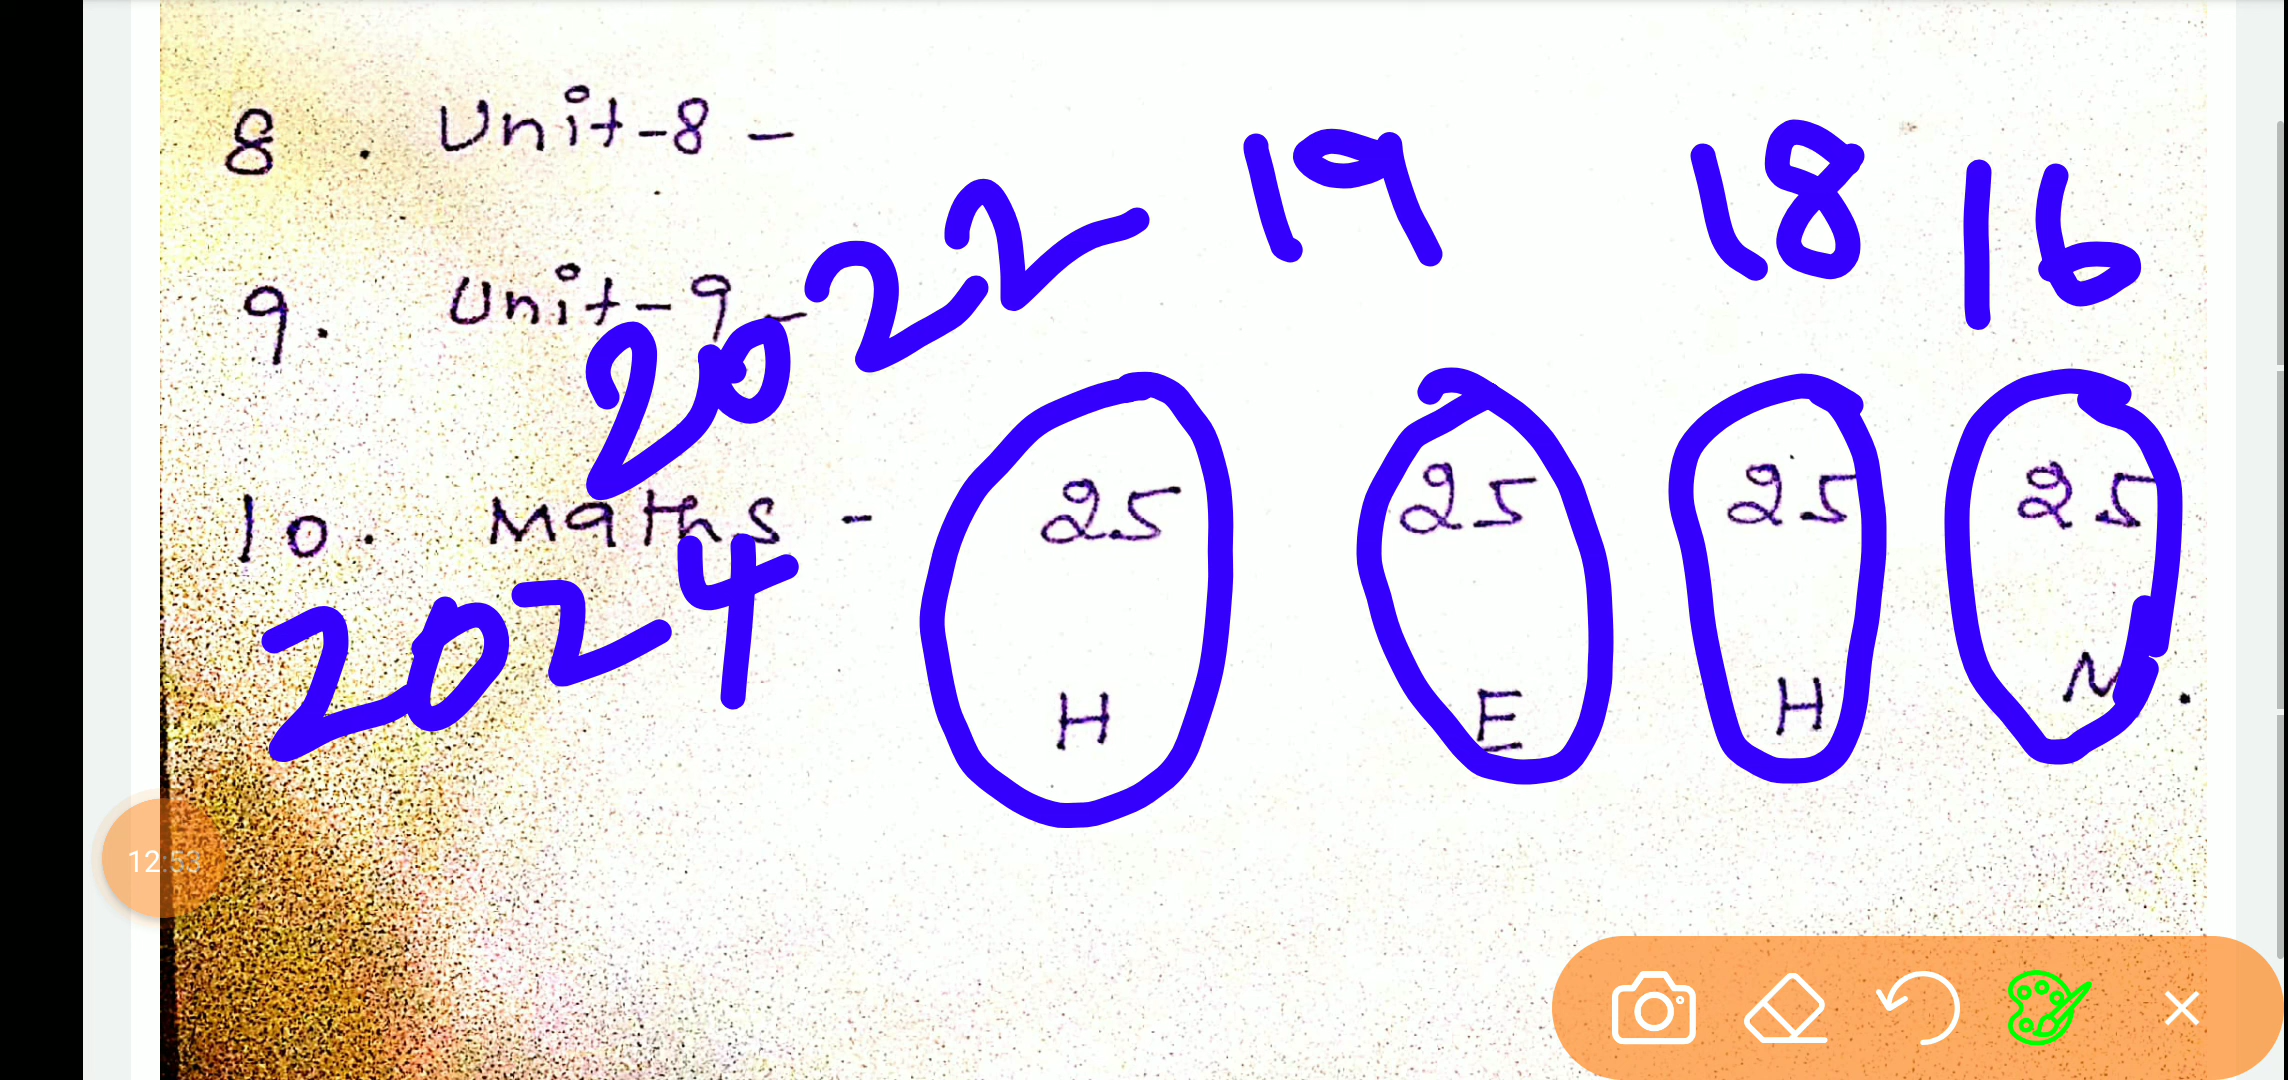 8 . Unit-8 -
19 18 16
9. Unit-9 -
2022
10. Maths - 25 25 25 25
2024
H E H N.
12:53